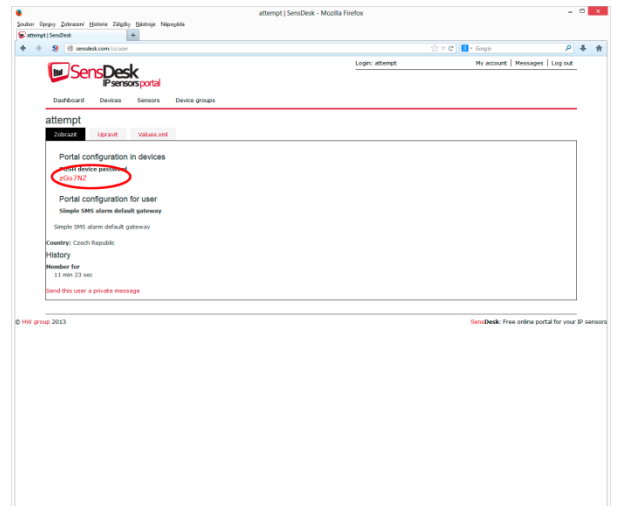 attempt | SensDesk - Mozilla Firefox
Soubor Úpravy Zobrazení Historie Záložky Nástroje Nápověda
attempt | SensDesk
sensdesk.com/cs/user
Google
SensDesk
IP sensors portal
Login: attempt
My account | Messages | Log out
Dashboard Devices Sensors Device groups
attempt
Zobrazit Upravit Values.xml
Portal configuration in devices
PUSH device password
zGo7NZ
Portal configuration for user
Simple SMS alarm default gateway
Simple SMS alarm default gateway
Country: Czech Republic
History
Member for
11 min 23 sec
Send this user a private message
© HW group 2013
SensDesk: Free online portal for your IP sensors